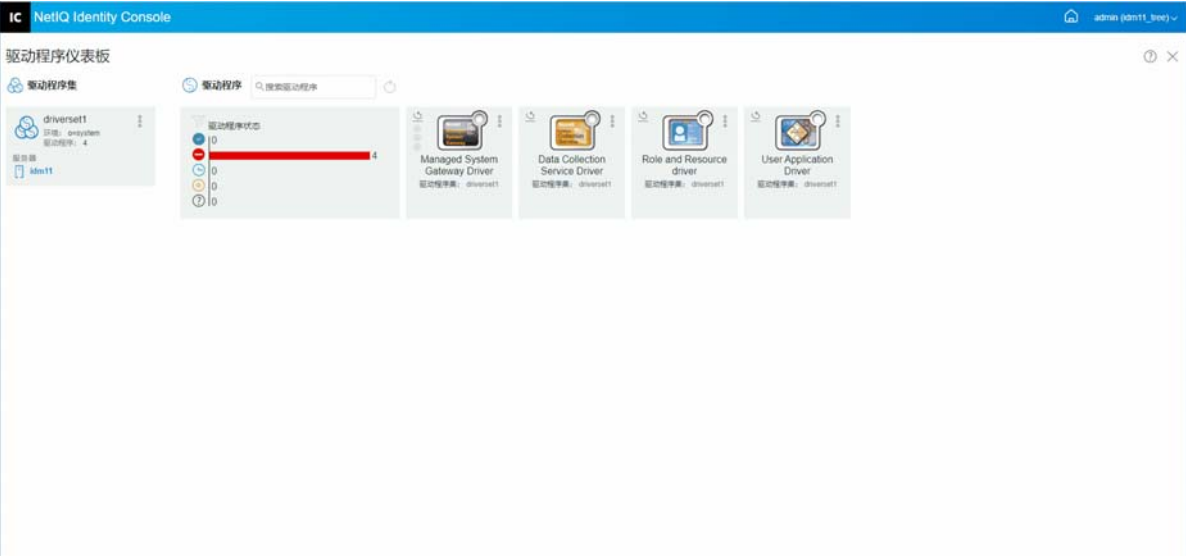 IC NetIQ Identity Console
admin (idm11_tree)
驱动程序仪表板
驱动程序集
驱动程序
搜索驱动程序
driverset1
环境: o=system
驱动程序: 4
服务器
idm11
驱动程序状态
0
4
0
0
0
Managed System
Gateway Driver
驱动程序集: driverset1
Data Collection
Service Driver
驱动程序集: driverset1
Role and Resource
driver
驱动程序集: driverset1
User Application
Driver
驱动程序集: driverset1